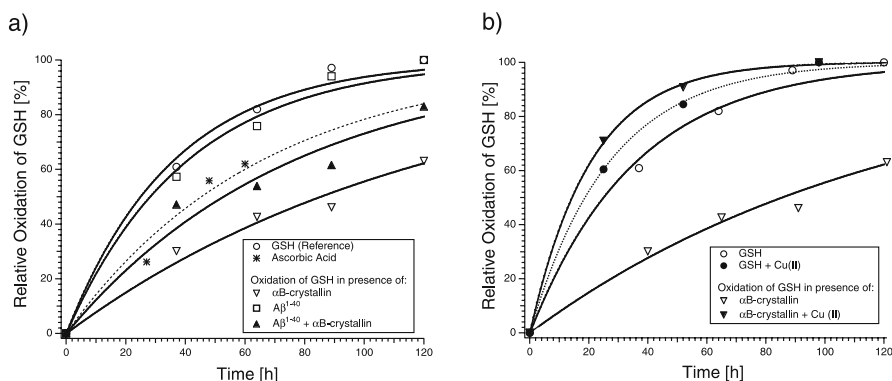 a)
Relative Oxidation of GSH [%]
100
80
60
40
20
0
0 20 40 60 80 100 120
Time [h]
GSH (Reference)
Ascorbic Acid
Oxidation of GSH in presence of:
αB-crystallin
Aβ¹⁻⁴⁰
Aβ¹⁻⁴⁰ + αB-crystallin
b)
Relative Oxidation of GSH [%]
100
80
60
40
20
0
0 20 40 60 80 100 120
Time [h]
GSH
GSH + Cu(II)
Oxidation of GSH in presence of:
αB-crystallin
αB-crystallin + Cu (II)